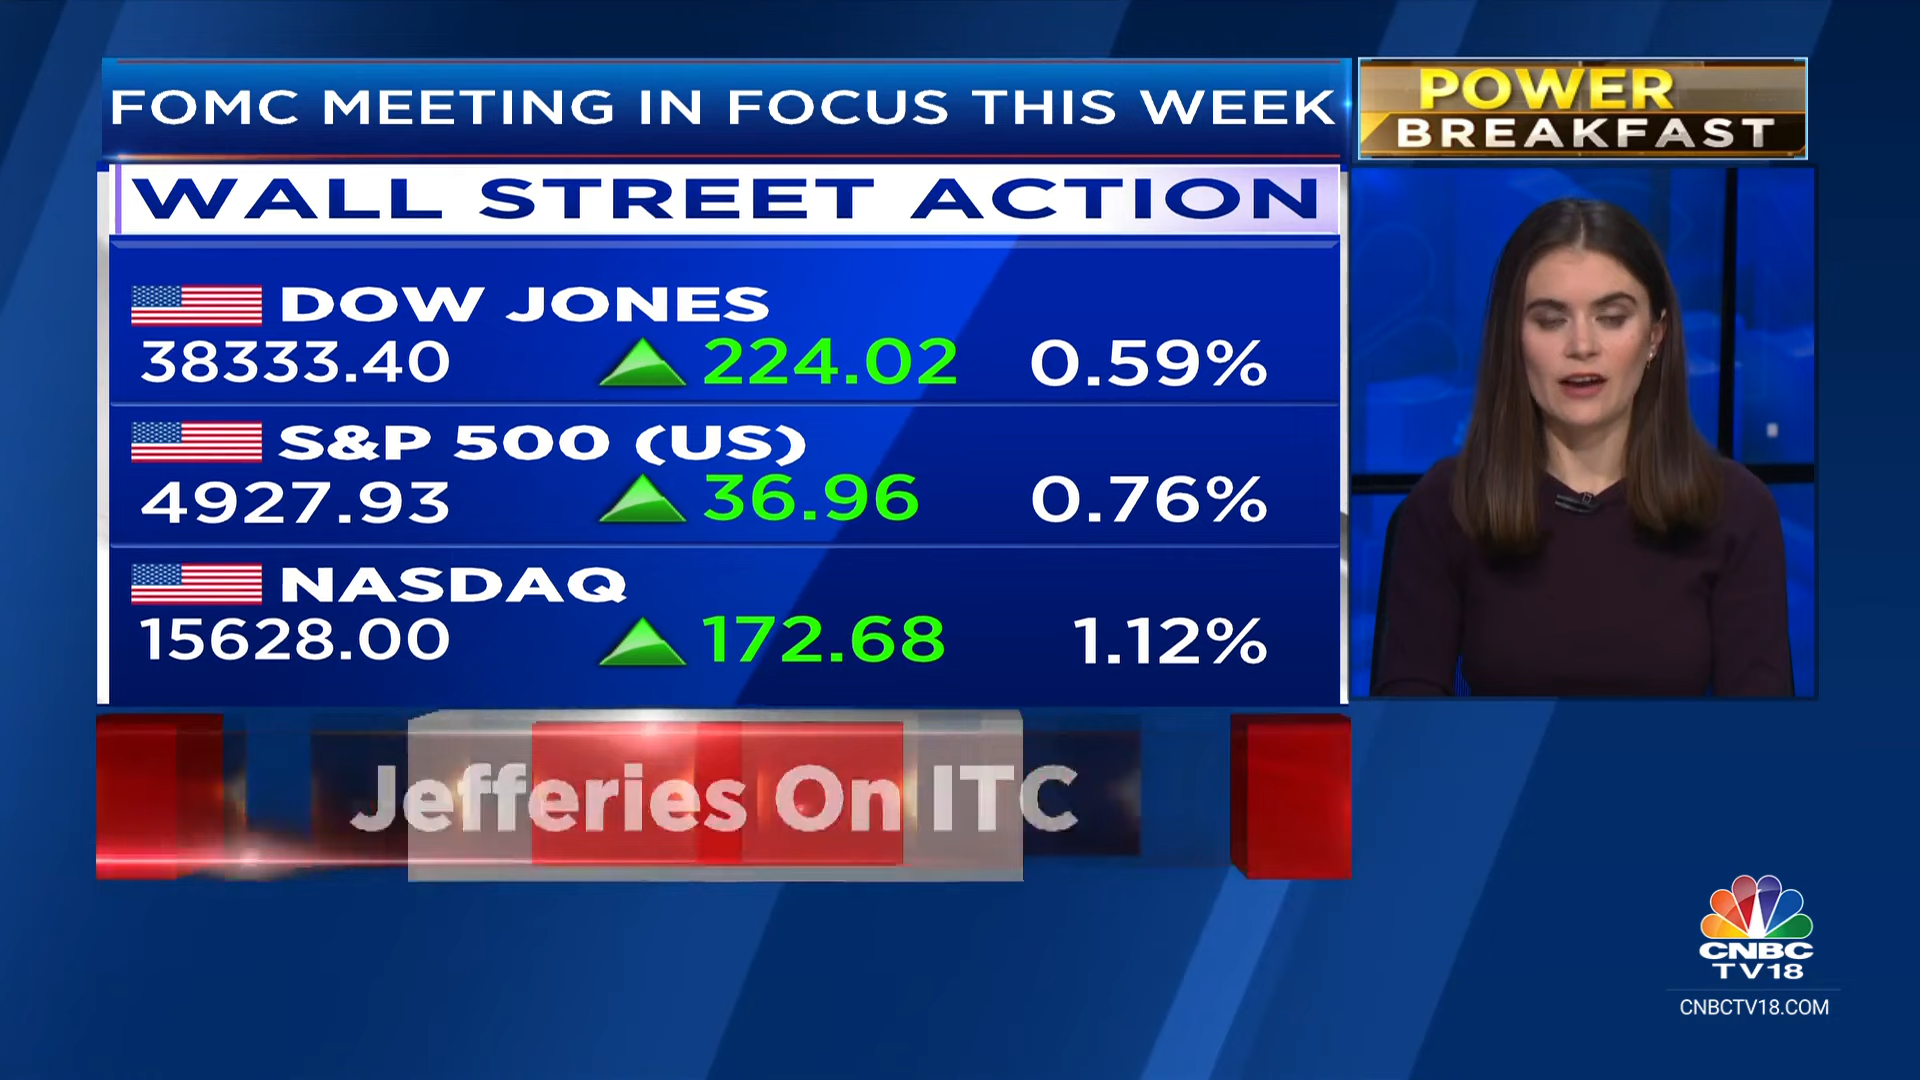 FOMC MEETING IN FOCUS THIS WEEK
POWER
BREAKFAST
WALL STREET ACTION
DOW JONES
38333.40 224.02 0.59%
S&P 500 (US)
4927.93 36.96 0.76%
NASDAQ
15628.00 172.68 1.12%
Jefferies On ITC
CNBC
TV18
CNBCTV18.COM